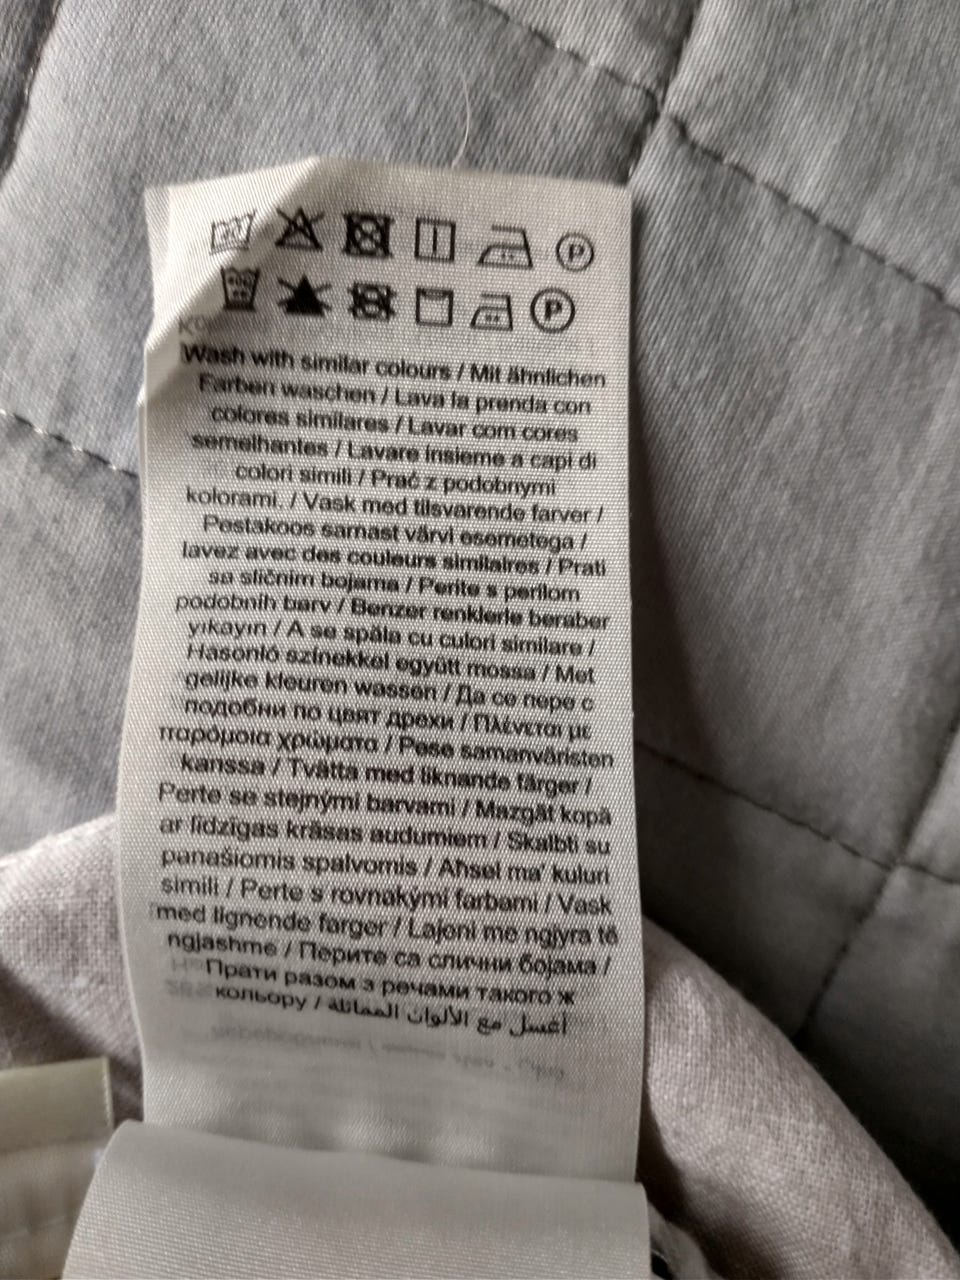 P
P
Wash with similar colours / Mit ähnlichen
Farben waschen / Lava la prenda con
colores similares / Lavar com cores
semelhantes / Lavare insieme a capi di
colori simili / Prać z podobnymi
kolorami. / Vask med tilsvarende farver /
Pestakoos samast värvi esemetega /
lavez avec des couleurs similaires / Prati
sa sličnim bojama / Perite s perilom
podobnih barv / Benzer renklerle beraber
yıkayın / A se spăla cu culori similare /
Hasonló színekkel együtt mossa / Met
gelijke kleuren wassen / Да се пере с
подобни по цвят дрехи / Πλένεται με
παρόμοια χρώματα / Pese samanväristen
kanssa / Tvätta med liknande färger /
Perte se stejnými barvami / Mazgāt kopā
ar līdzīgas krāsas audumiem / Skalbti su
panašiomis spalvomis / Aħsel ma' kuluri
simili / Perte s rovnakými farbami / Vask
med lignende farger / Lajeni me ngjyra të
ngjashme / Перите са слични бојама /
Прати разом з речами такого ж
кольору / أغسل مع الألوان المماثلة